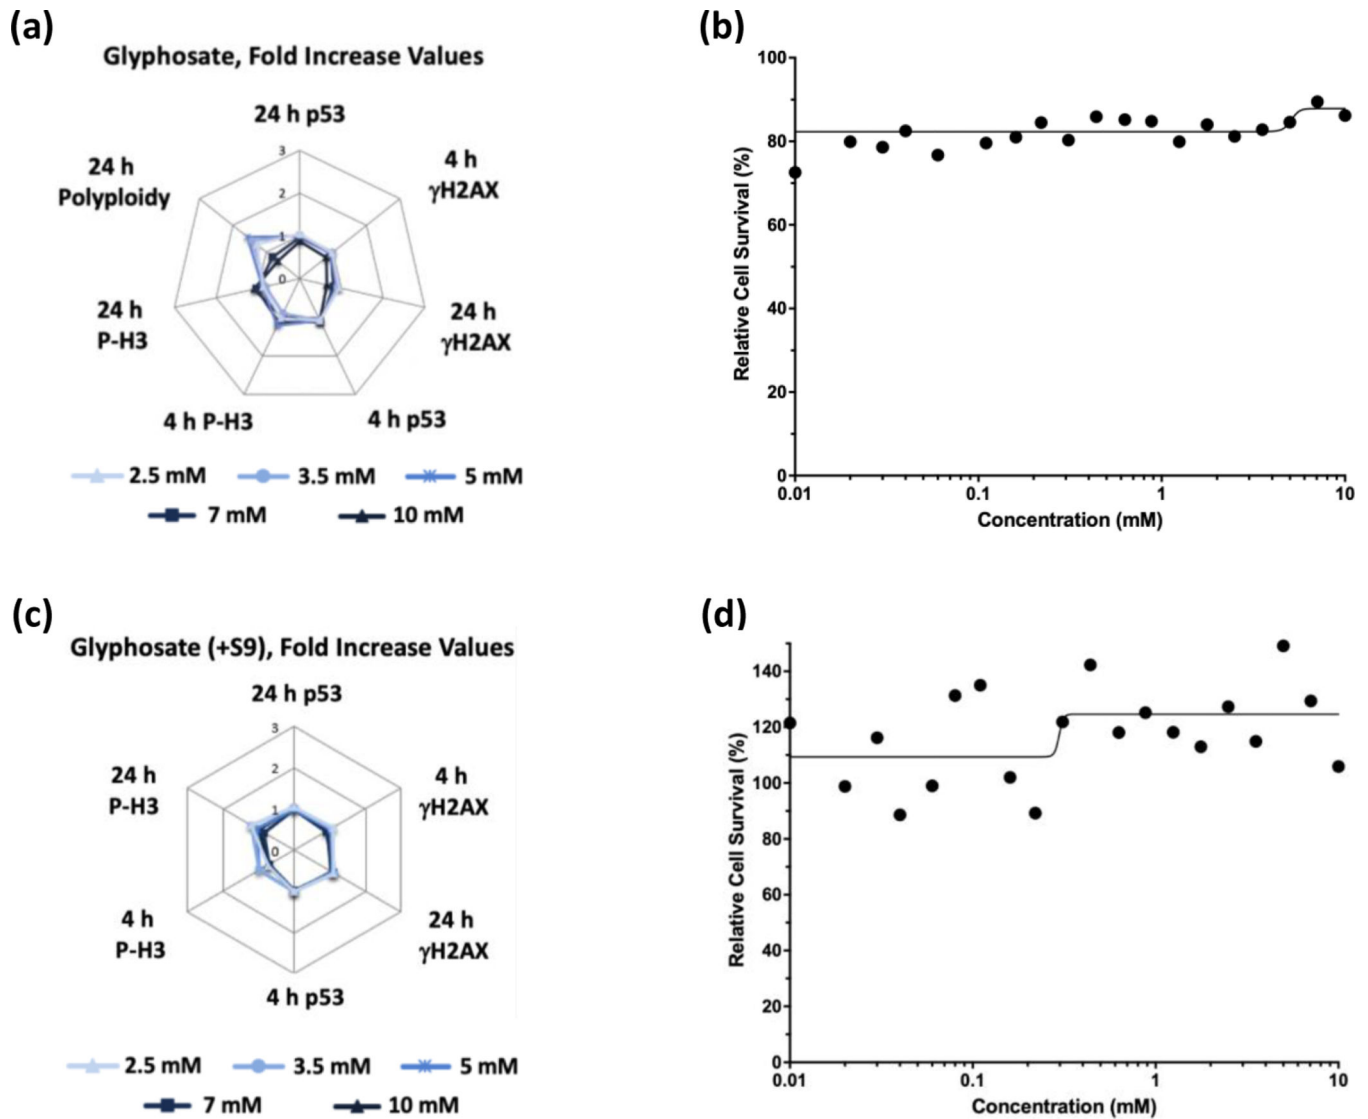 (a)
Glyphosate, Fold Increase Values
24 h p53
4 h
γH2AX
24 h
γH2AX
4 h p53
4 h P-H3
24 h
P-H3
24 h
Polyploidy
3
2
1
0
2.5 mM 3.5 mM 5 mM
7 mM 10 mM
(b)
Relative Cell Survival (%)
100
80
60
40
20
0
0.01 0.1 1 10
Concentration (mM)
(c)
Glyphosate (+S9), Fold Increase Values
24 h p53
4 h
γH2AX
24 h
γH2AX
4 h p53
4 h
P-H3
24 h
P-H3
3
2
1
0
2.5 mM 3.5 mM 5 mM
7 mM 10 mM
(d)
Relative Cell Survival (%)
140
120
100
80
60
40
20
0
0.01 0.1 1 10
Concentration (mM)